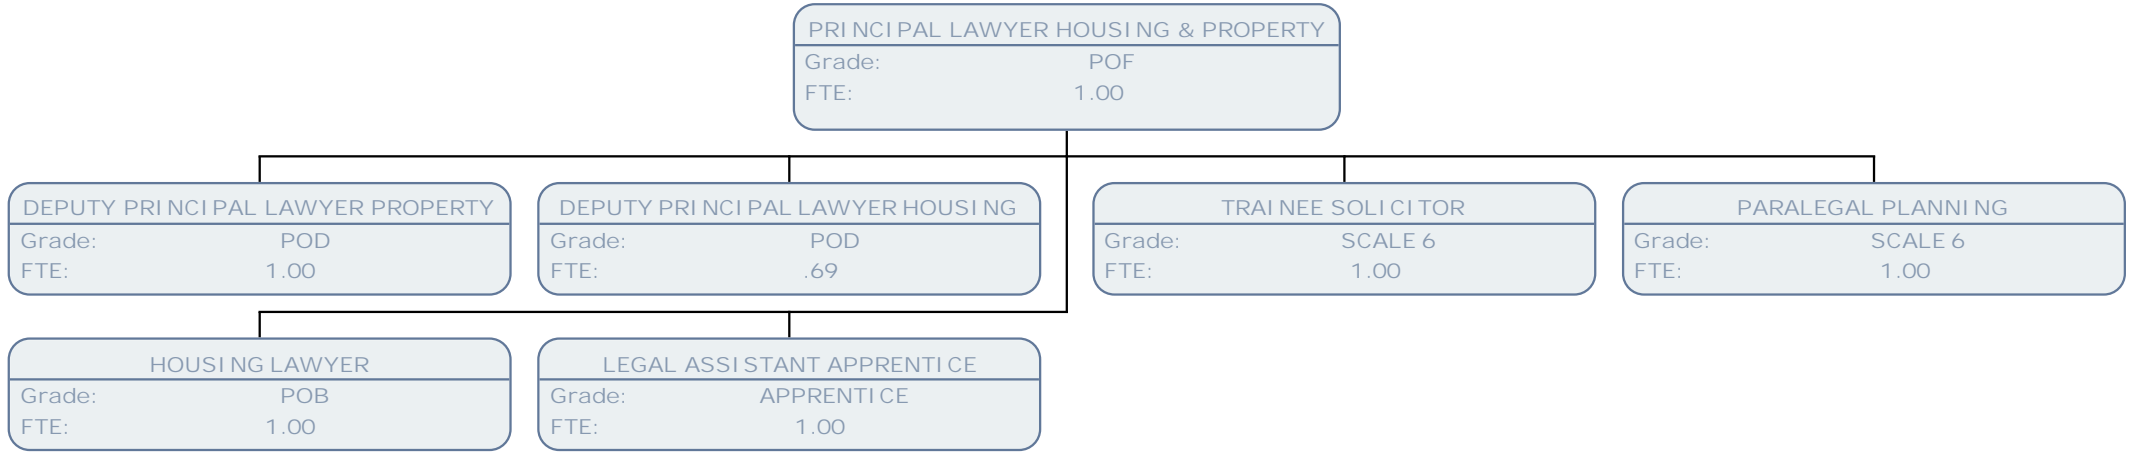 PRINCIPAL LAWYER HOUSING & PROPERTY
Grade: POF
FTE: 1.00
DEPUTY PRINCIPAL LAWYER PROPERTY
Grade: POD
FTE: 1.00
DEPUTY PRINCIPAL LAWYER HOUSING
Grade: POD
FTE: .69
TRAINEE SOLICITOR
Grade: SCALE 6
FTE: 1.00
PARALEGAL PLANNING
Grade: SCALE 6
FTE: 1.00
HOUSING LAWYER
Grade: POB
FTE: 1.00
LEGAL ASSISTANT APPRENTICE
Grade: APPRENTICE
FTE: 1.00